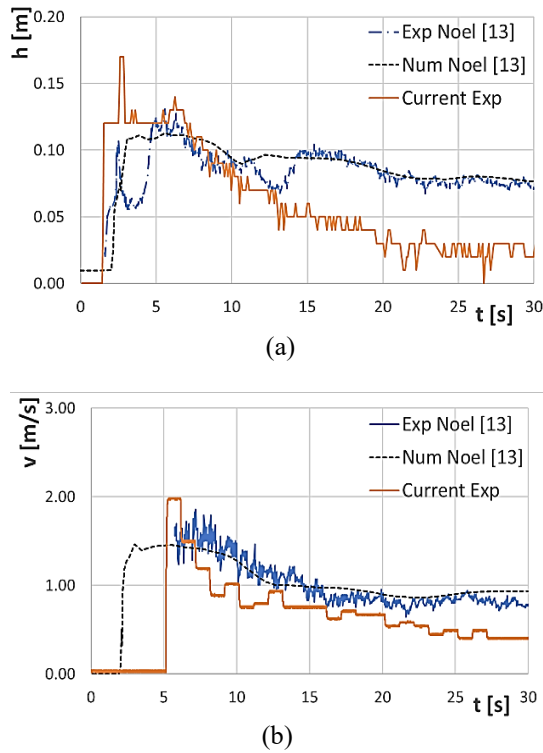 h [m]
0.20
0.15
0.10
0.05
0.00
Exp Noel [13]
Num Noel [13]
Current Exp
0 5 10 15 20 25 30
t [s]
(a)
v [m/s]
3.00
2.00
1.00
0.00
Exp Noel [13]
Num Noel [13]
Current Exp
0 5 10 15 20 25 30
t [s]
(b)